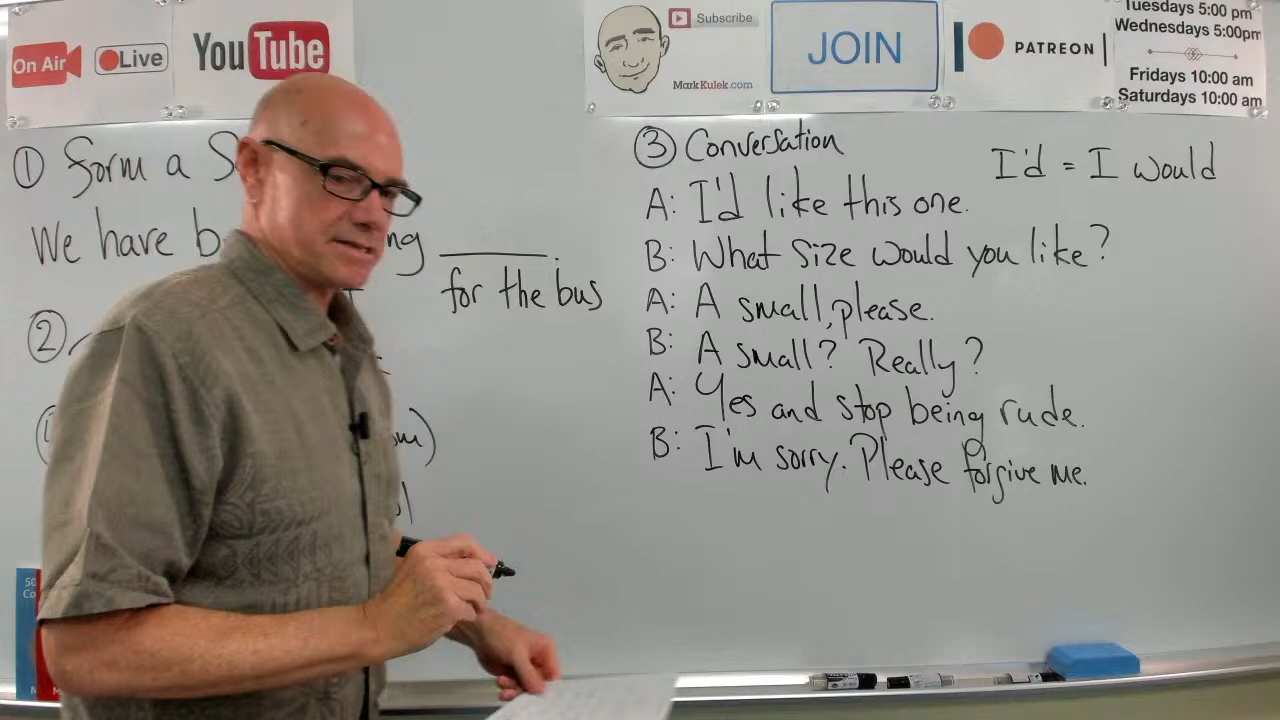 On Air
Live
YouTube
Subscribe
MarkKulek.com
JOIN
PATREON
Tuesdays 5:00 pm
Wednesdays 5:00pm
Fridays 10:00 am
Saturdays 10:00 am
① Form a S
We have b ng ______.
for the bus
②
③ Conversation
I'd = I would
A: I'd like this one.
B: What size would you like?
A: A small, please.
B: A small? Really?
A: Yes and stop being rude.
B: I'm sorry. Please forgive me.